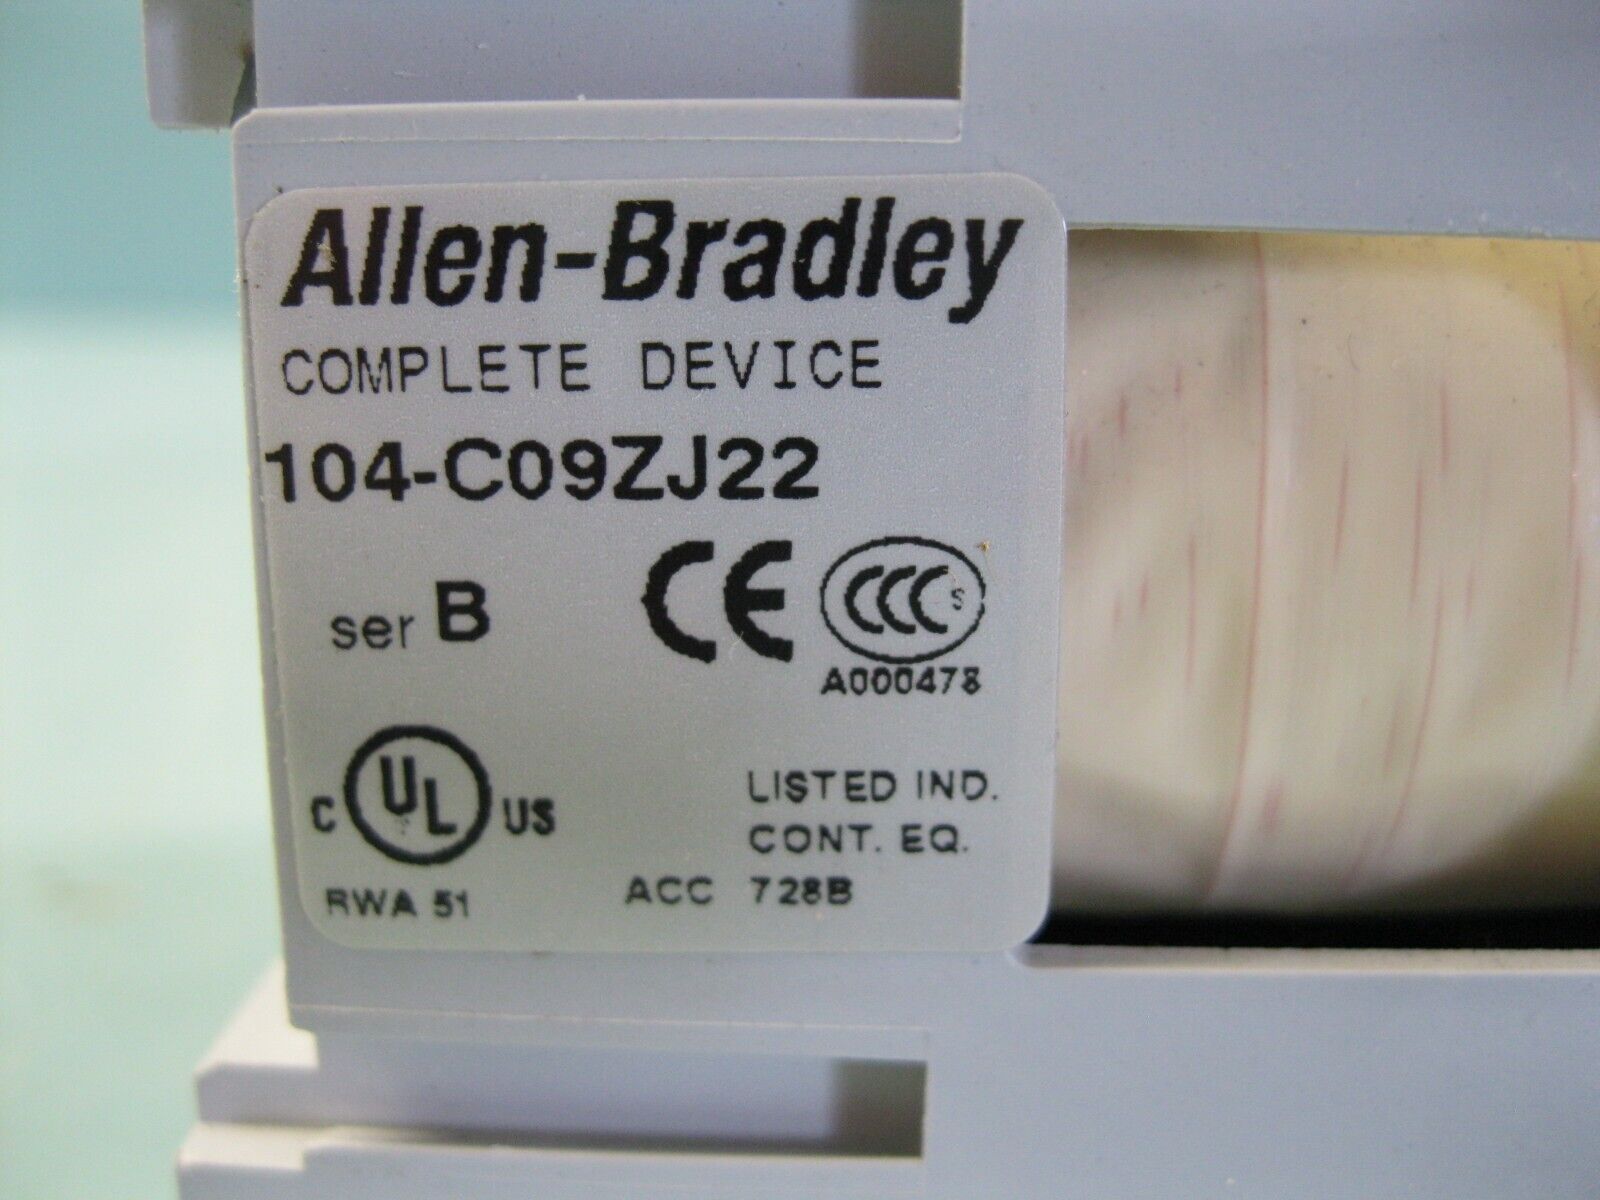 Allen-Bradley
COMPLETE DEVICE
104-C09ZJ22
ser B
CE
CCC S
A000478
C UL US
LISTED IND.
CONT. EQ.
RWA 51
ACC 728B